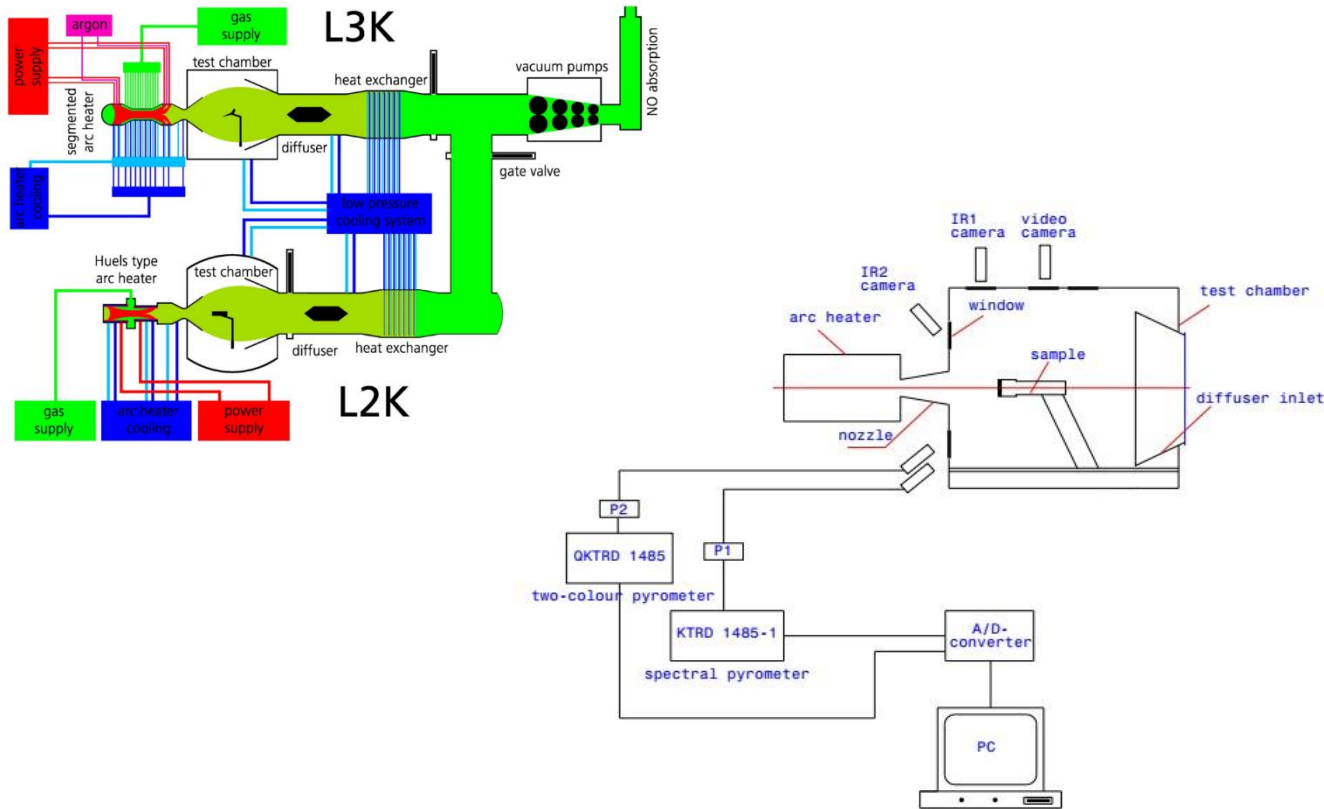 L3K
argon
gas
supply
power
supply
test chamber
heat exchanger
vacuum pumps
NO absorption
segmented
arc heater
diffuser
gate valve
arc heater
cooling
low pressure
cooling system
Huels type
arc heater
test chamber
diffuser
heat exchanger
L2K
gas
supply
arc heater
cooling
power
supply
IR1
camera
video
camera
IR2
camera
test chamber
window
arc heater
sample
diffuser inlet
nozzle
P2
QKTRD 1485
P1
two-colour pyrometer
KTRD 1485-1
A/D-
converter
spectral pyrometer
PC